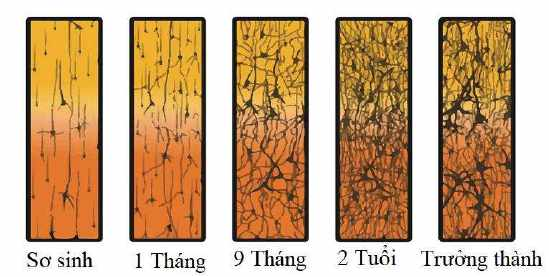 Sơ sinh 1 Tháng 9 Tháng 2 Tuổi Trưởng thành